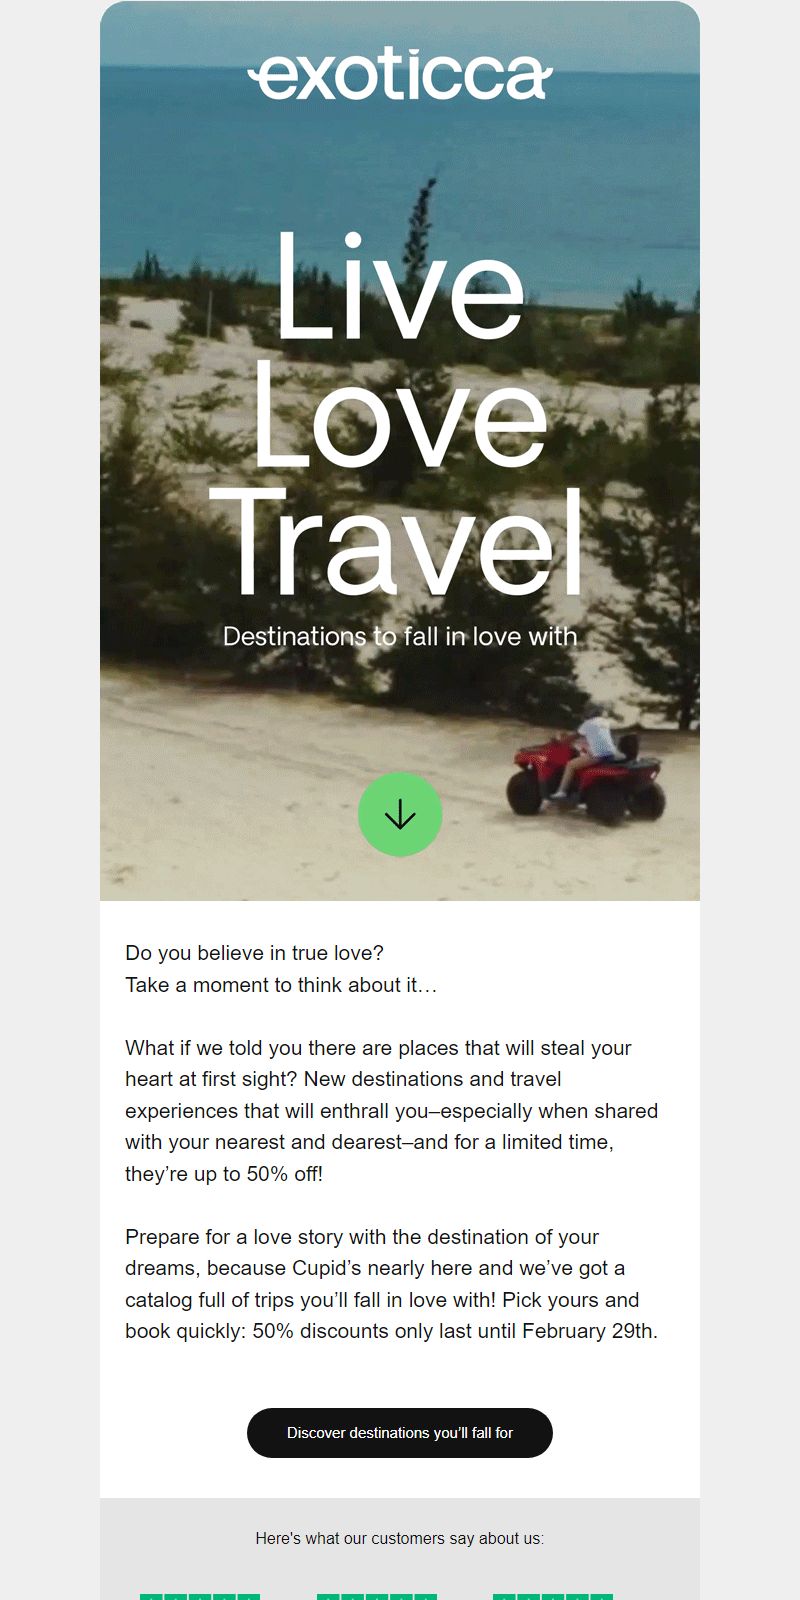 exoticca
Live
Love
Travel
Destinations to fall in love with
Do you believe in true love?
Take a moment to think about it…
What if we told you there are places that will steal your
heart at first sight? New destinations and travel
experiences that will enthrall you–especially when shared
with your nearest and dearest–and for a limited time,
they’re up to 50% off!
Prepare for a love story with the destination of your
dreams, because Cupid’s nearly here and we’ve got a
catalog full of trips you’ll fall in love with! Pick yours and
book quickly: 50% discounts only last until February 29th.
Discover destinations you’ll fall for
Here's what our customers say about us: